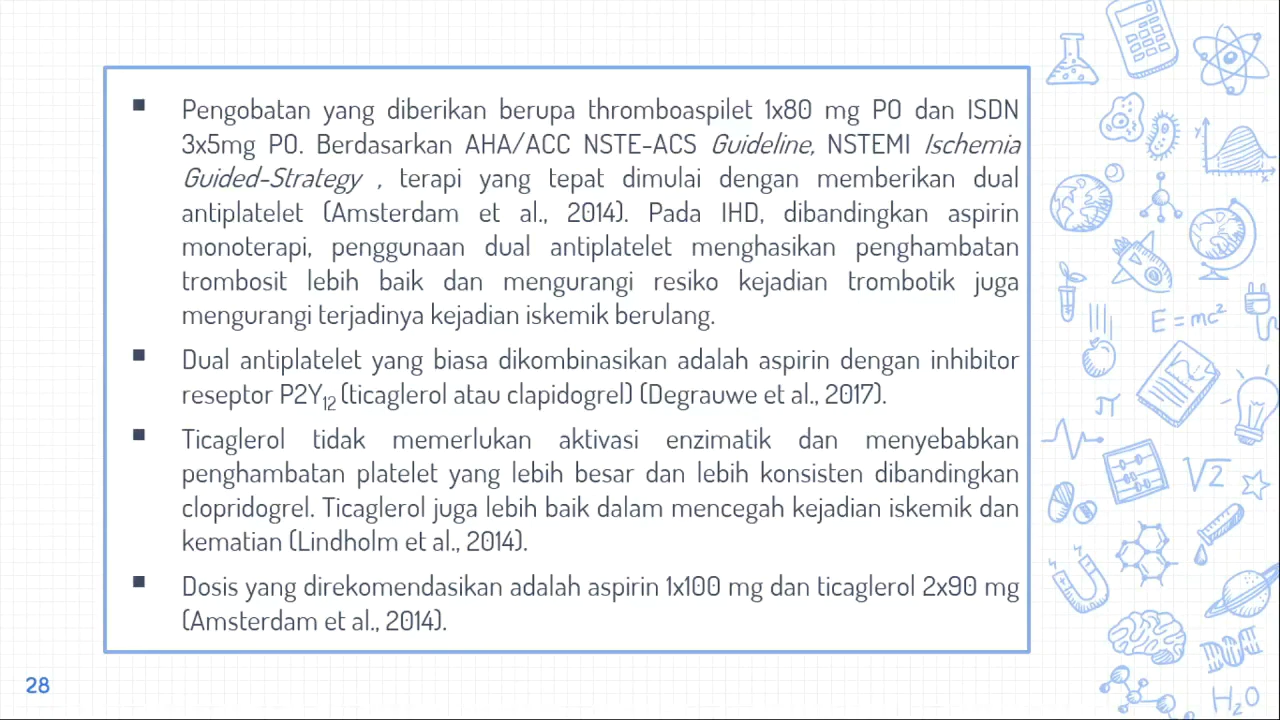 ▪ Pengobatan yang diberikan berupa thromboaspilet 1x80 mg PO dan ISDN
3x5mg PO. Berdasarkan AHA/ACC NSTE-ACS Guideline, NSTEMI Ischemia
Guided-Strategy , terapi yang tepat dimulai dengan memberikan dual
antiplatelet (Amsterdam et al., 2014). Pada IHD, dibandingkan aspirin
monoterapi, penggunaan dual antiplatelet menghasikan penghambatan
trombosit lebih baik dan mengurangi resiko kejadian trombotik juga
mengurangi terjadinya kejadian iskemik berulang.
▪ Dual antiplatelet yang biasa dikombinasikan adalah aspirin dengan inhibitor
reseptor P2Y₁₂ (ticaglerol atau clapidogrel) (Degrauwe et al., 2017).
▪ Ticaglerol tidak memerlukan aktivasi enzimatik dan menyebabkan
penghambatan platelet yang lebih besar dan lebih konsisten dibandingkan
clopridogrel. Ticaglerol juga lebih baik dalam mencegah kejadian iskemik dan
kematian (Lindholm et al., 2014).
▪ Dosis yang direkomendasikan adalah aspirin 1x100 mg dan ticaglerol 2x90 mg
(Amsterdam et al., 2014).
28
Y
X
E = mc²
π
√2
H₂O